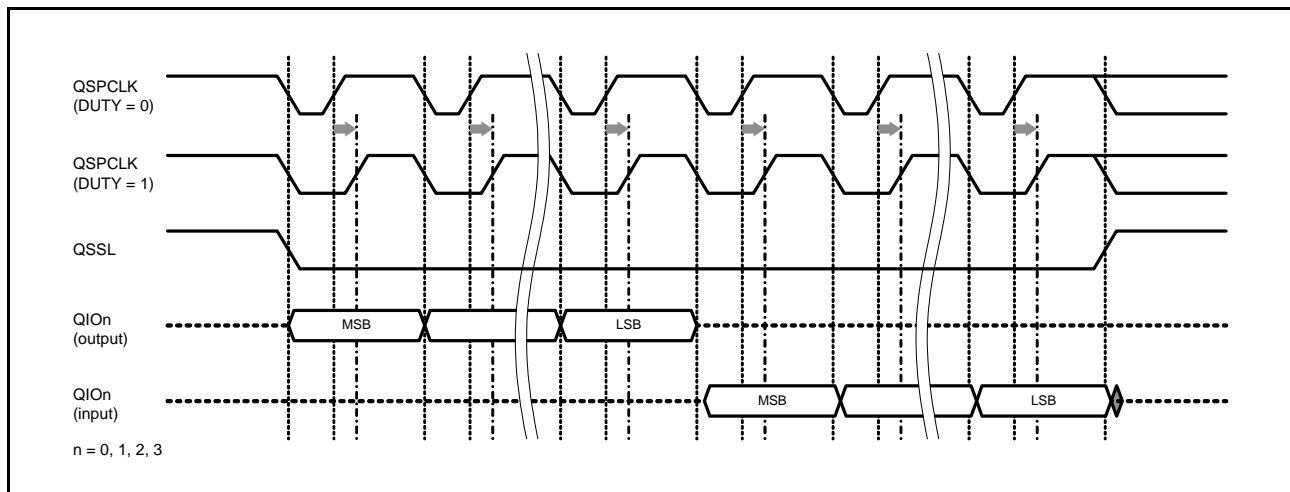 QSPCLK
(DUTY = 0)
QSPCLK
(DUTY = 1)
QSSL
QIOn
(output)
MSB
LSB
QIOn
(input)
MSB
LSB
n = 0, 1, 2, 3